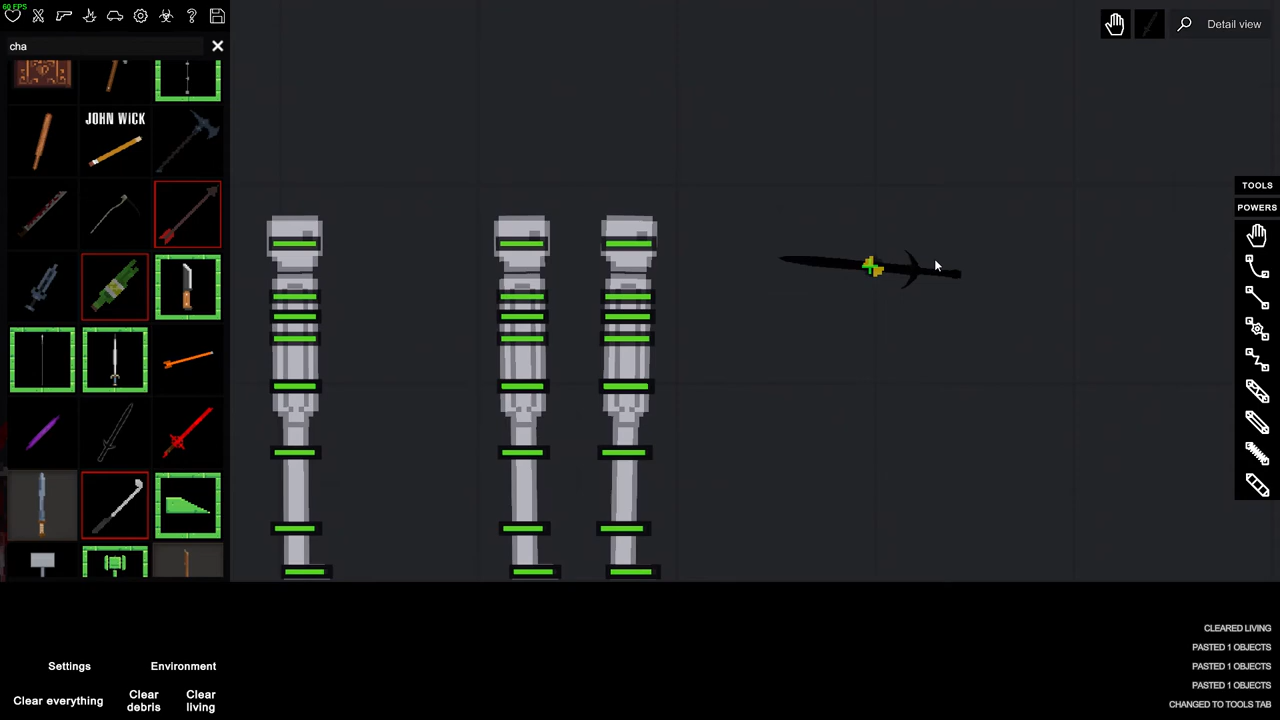 60 FPS
cha
JOHN WICK
Detail view
TOOLS
POWERS
Settings
Environment
Clear everything
Clear
debris
Clear
living
CLEARED LIVING
PASTED 1 OBJECTS
PASTED 1 OBJECTS
PASTED 1 OBJECTS
CHANGED TO TOOLS TAB